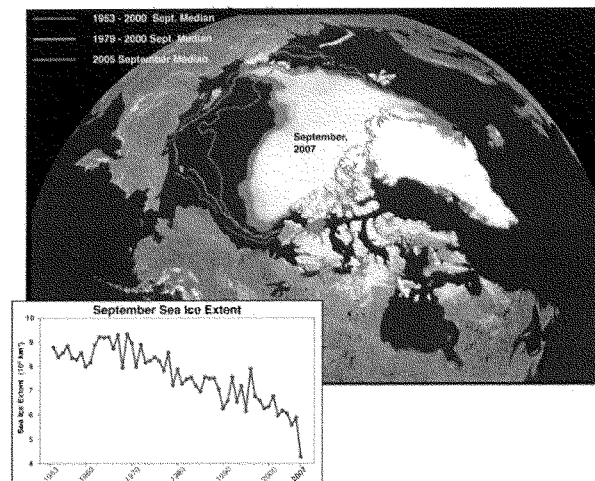 1953 - 2000 Sept. Median
1979 - 2000 Sept. Median
2005 September Median
September,
2007
September Sea Ice Extent
Sea Ice Extent (10⁶ km²)
10
9
8
7
6
5
4
1953
1960
1970
1980
1990
2000
2007